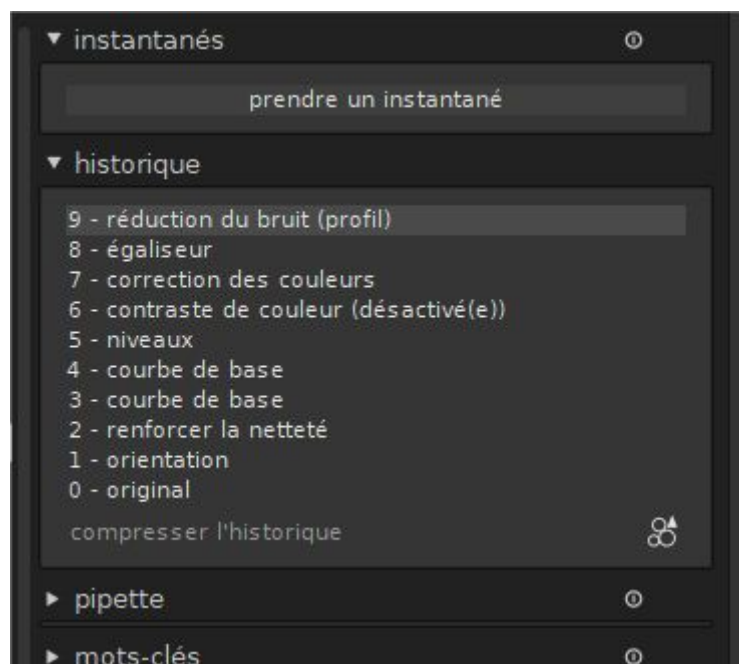 instantanés
prendre un instantané
historique
9 - réduction du bruit (profil)
8 - égaliseur
7 - correction des couleurs
6 - contraste de couleur (désactivé(e))
5 - niveaux
4 - courbe de base
3 - courbe de base
2 - renforcer la netteté
1 - orientation
0 - original
compresser l'historique
pipette
mots-clés